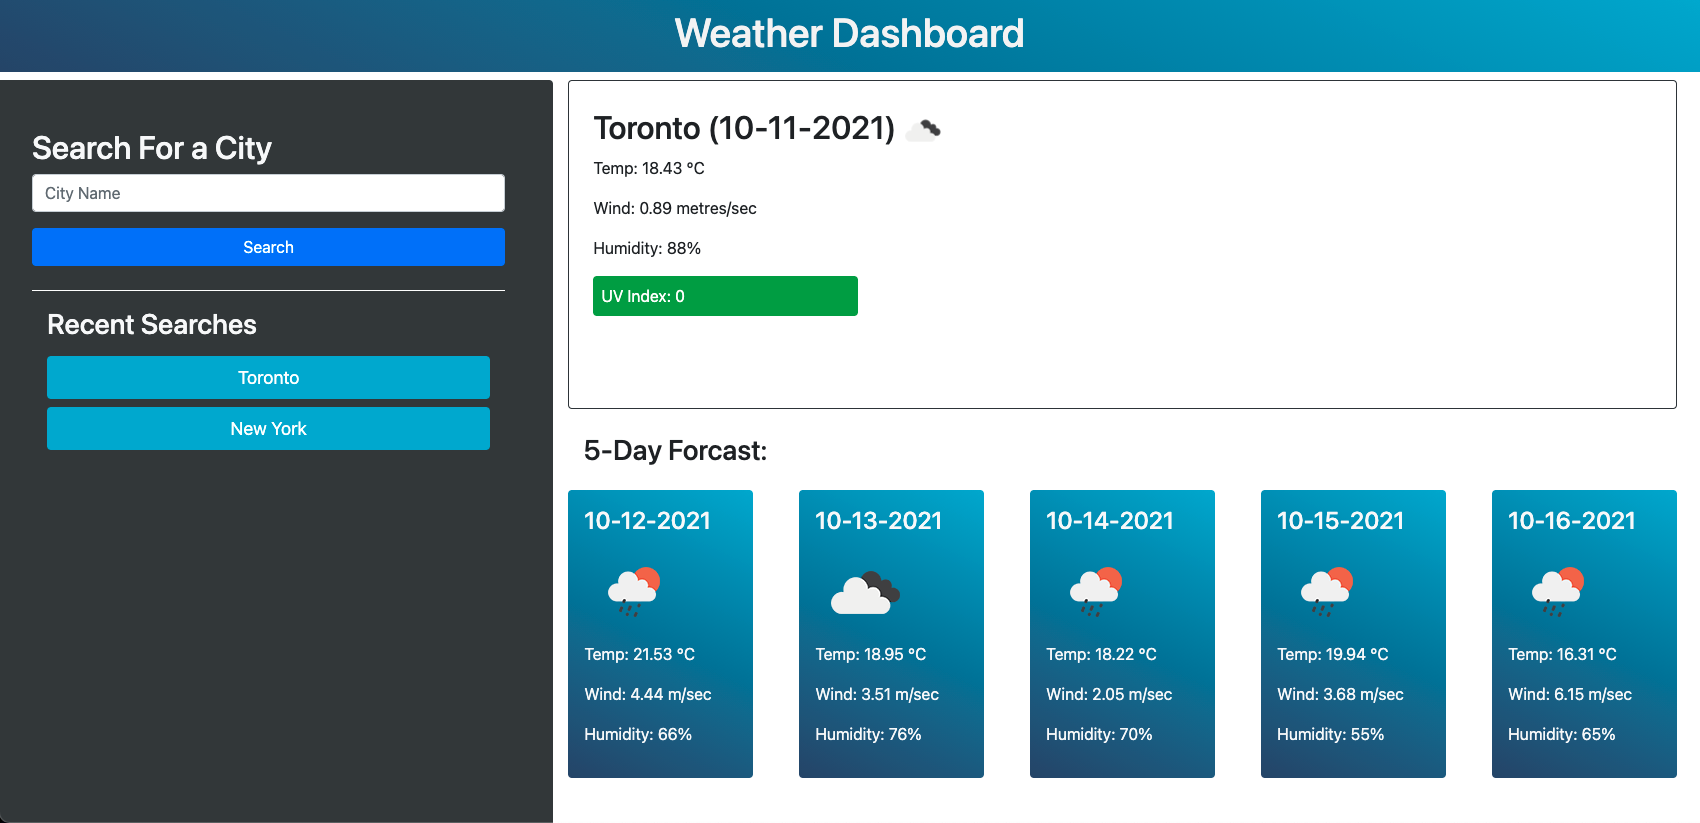 Weather Dashboard
Search For a City
City Name
Search
Recent Searches
Toronto
New York
Toronto (10-11-2021)
Temp: 18.43 °C
Wind: 0.89 metres/sec
Humidity: 88%
UV Index: 0
5-Day Forcast:
10-12-2021
Temp: 21.53 °C
Wind: 4.44 m/sec
Humidity: 66%
10-13-2021
Temp: 18.95 °C
Wind: 3.51 m/sec
Humidity: 76%
10-14-2021
Temp: 18.22 °C
Wind: 2.05 m/sec
Humidity: 70%
10-15-2021
Temp: 19.94 °C
Wind: 3.68 m/sec
Humidity: 55%
10-16-2021
Temp: 16.31 °C
Wind: 6.15 m/sec
Humidity: 65%